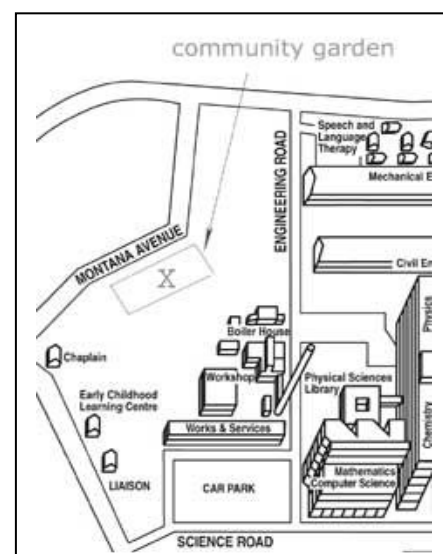 community garden
Speech and
Language
Therapy
ENGINEERING ROAD
MONTANA AVENUE
X
Civil
Boiler House
Physics
Chaplain
Workshop
Physical Sciences
Library
Early Childhood
Learning Centre
Chemistry
Works & Services
Mathematics
Computer Science
LIAISON
CAR PARK
SCIENCE ROAD
Mechanical